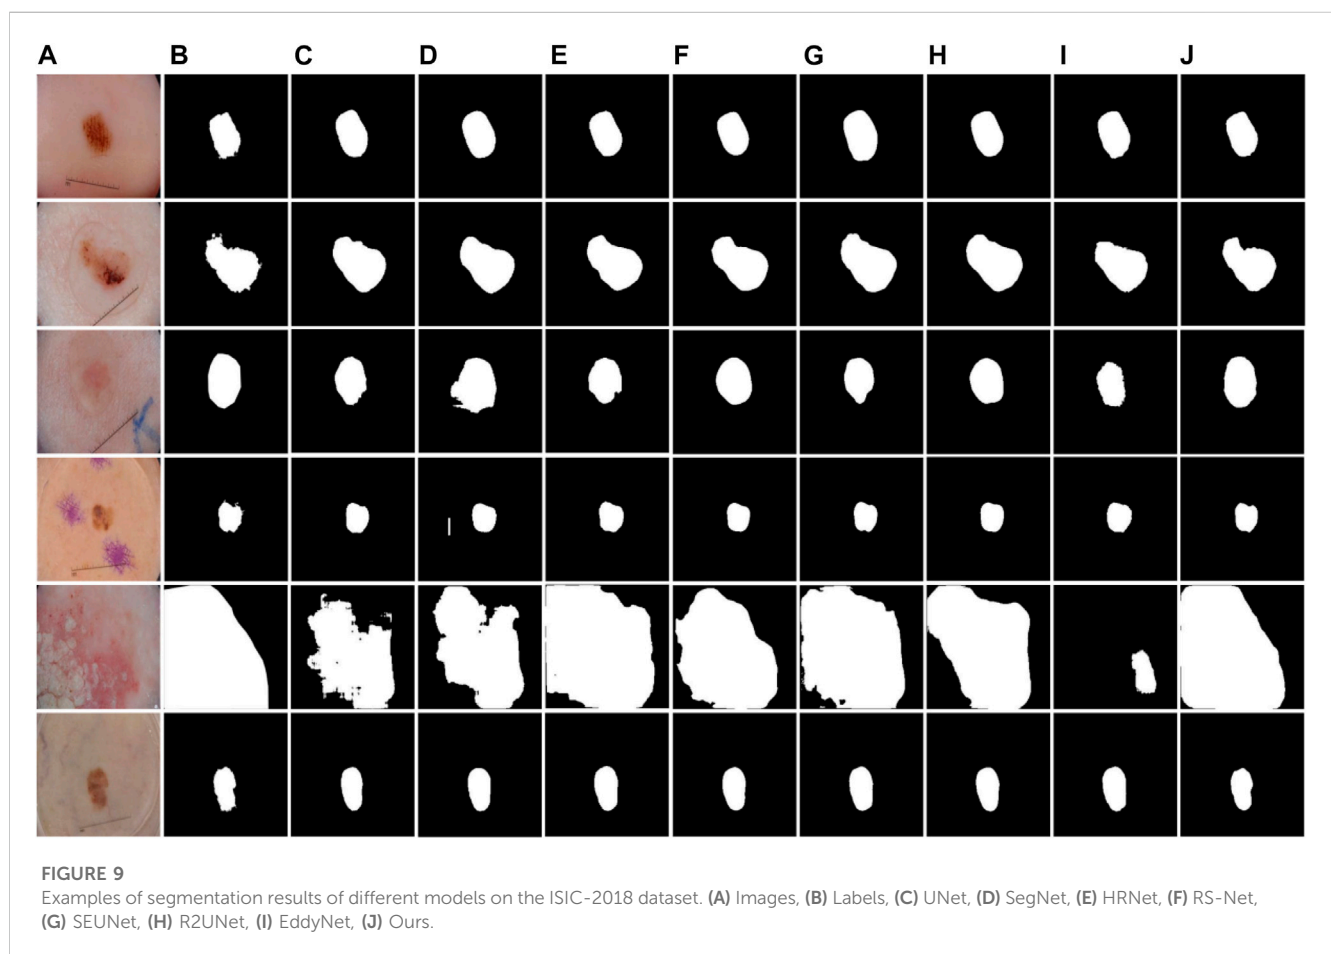 A B C D E F G H I J
FIGURE 9
Examples of segmentation results of different models on the ISIC-2018 dataset. (A) Images, (B) Labels, (C) UNet, (D) SegNet, (E) HRNet, (F) RS-Net,
(G) SEUNet, (H) R2UNet, (I) EddyNet, (J) Ours.